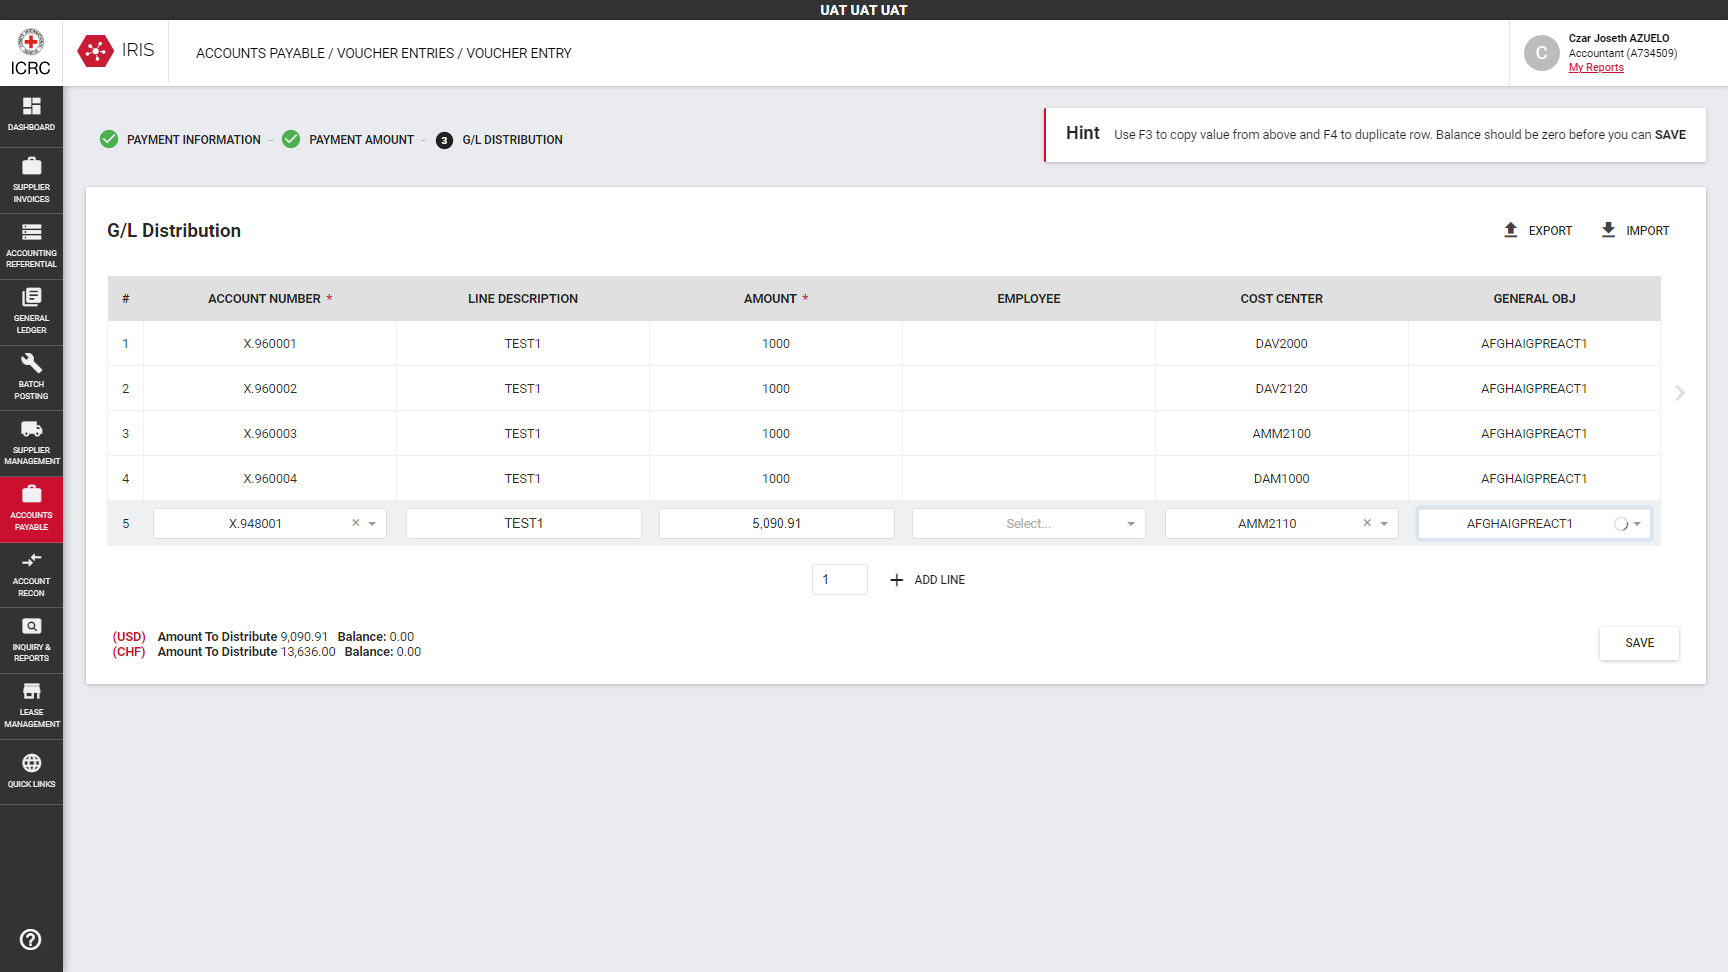 UAT UAT UAT
ICRC
IRIS
ACCOUNTS PAYABLE / VOUCHER ENTRIES / VOUCHER ENTRY
C
Czar Joseth AZUELO
Accountant (A734509)
My Reports
DASHBOARD
SUPPLIER
INVOICES
ACCOUNTING
REFERENTIAL
GENERAL
LEDGER
BATCH
POSTING
SUPPLIER
MANAGEMENT
ACCOUNTS
PAYABLE
ACCOUNT
RECON
INQUIRY &
REPORTS
LEASE
MANAGEMENT
QUICK LINKS
PAYMENT INFORMATION – PAYMENT AMOUNT – 3 G/L DISTRIBUTION
Hint Use F3 to copy value from above and F4 to duplicate row. Balance should be zero before you can SAVE
G/L Distribution
EXPORT IMPORT
# ACCOUNT NUMBER * LINE DESCRIPTION AMOUNT * EMPLOYEE COST CENTER GENERAL OBJ
1 X.960001 TEST1 1000 DAV2000 AFGHAIGPREACT1
2 X.960002 TEST1 1000 DAV2120 AFGHAIGPREACT1
3 X.960003 TEST1 1000 AMM2100 AFGHAIGPREACT1
4 X.960004 TEST1 1000 DAM1000 AFGHAIGPREACT1
5 X.948001 × TEST1 5,090.91 Select... AMM2110 × AFGHAIGPREACT1
1 + ADD LINE
(USD) Amount To Distribute 9,090.91 Balance: 0.00
(CHF) Amount To Distribute 13,636.00 Balance: 0.00
SAVE